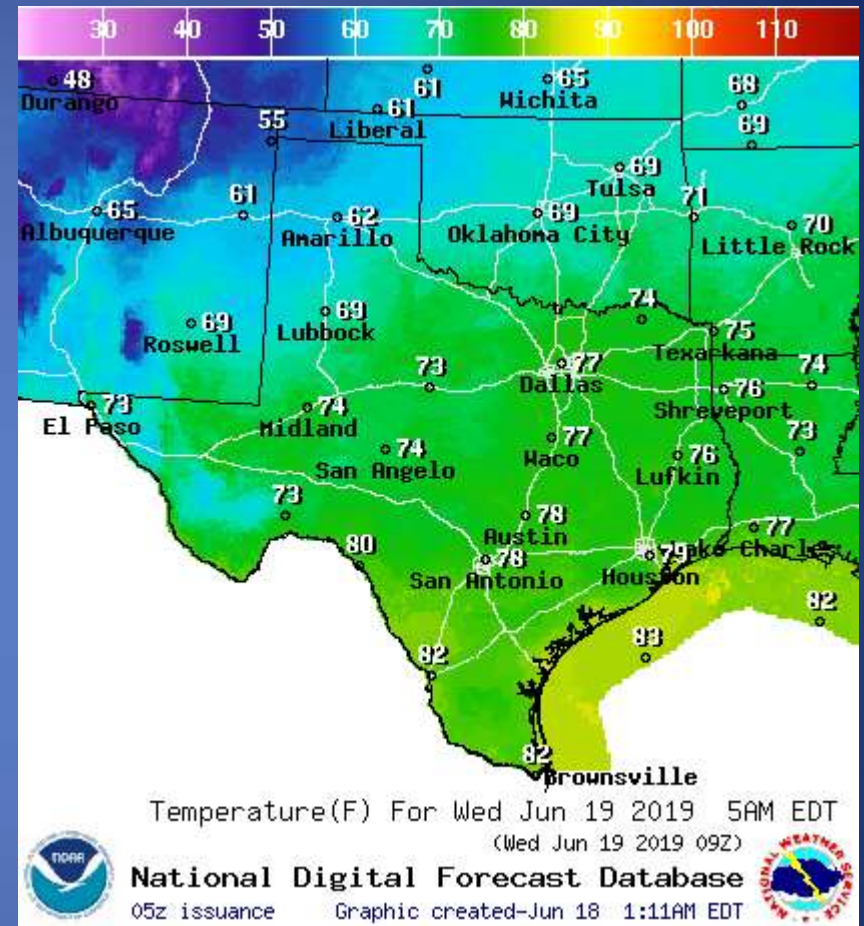 30 40 50 60 70 80 90 100 110
48
Durango
61
Liberal
61
65
Wichita
68
69
55
69
Tulsa
65
Albuquerque
61
62
Amarillo
69
Oklahoma City
71
70
Little Rock
69
Roswell
69
Lubbock
74
75
Texarkana
73
77
Dallas
76
Shreveport
74
73
El Paso
74
Midland
74
San Angelo
77
Waco
76
Lufkin
73
73
78
Austin
77
Lake
80
78
San Antonio
79
Houston
82
83
82
82
Brownsville
Temperature(F) For Wed Jun 19 2019 5AM EDT
(Wed Jun 19 2019 09Z)
NOAA
National Digital Forecast Database
05z issuance Graphic created-Jun 18 1:11AM EDT
NATIONAL WEATHER SERVICE